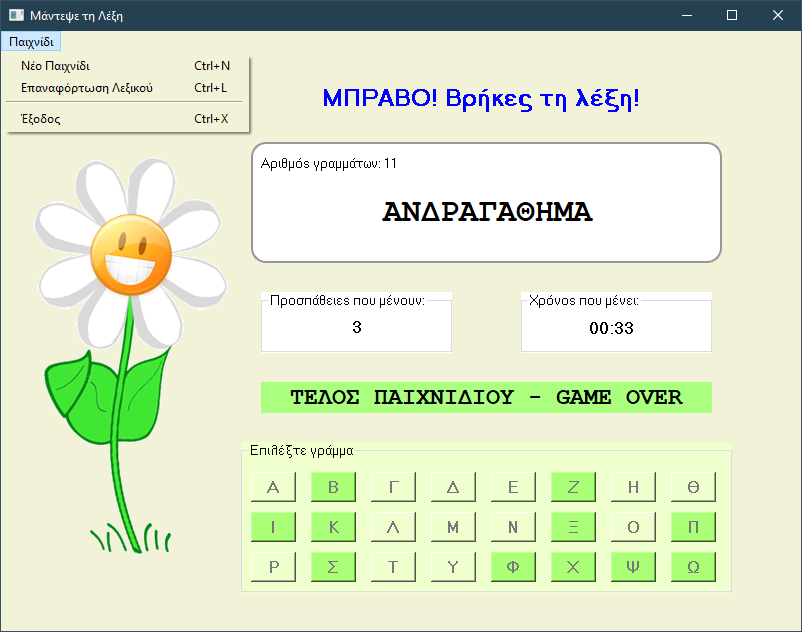 Μάντεψε τη Λέξη
Παιχνίδι
Νέο Παιχνίδι Ctrl+N
Επαναφόρτωση Λεξικού Ctrl+L
Έξοδος Ctrl+X
ΜΠΡΑΒΟ! Βρήκες τη λέξη!
Αριθμός γραμμάτων: 11
ΑΝΔΡΑΓΑΘΗΜΑ
Προσπάθειες που μένουν: Χρόνος που μένει:
3 00:33
ΤΕΛΟΣ ΠΑΙΧΝΙΔΙΟΥ - GAME OVER
Επιλέξτε γράμμα
Α Β Γ Δ Ε Ζ Η Θ
Ι Κ Λ Μ Ν Ξ Ο Π
Ρ Σ Τ Υ Φ Χ Ψ Ω